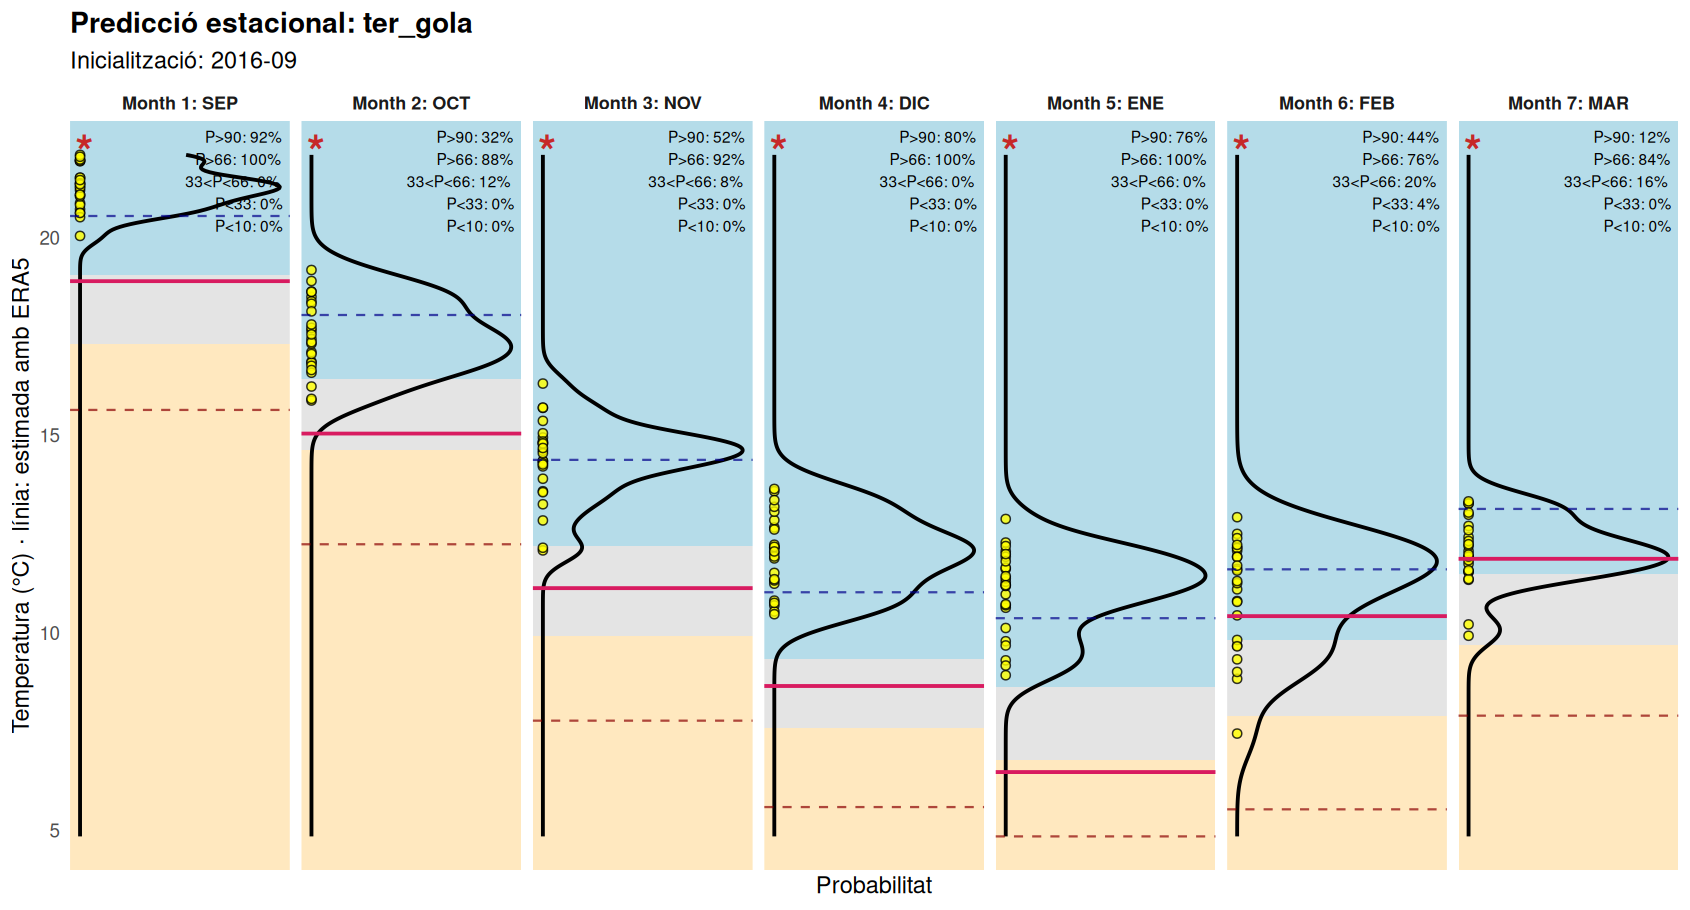 Predicció estacional: ter_gola
Inicialització: 2016-09
Month 1: SEP
Month 2: OCT
Month 3: NOV
Month 4: DIC
Month 5: ENE
Month 6: FEB
Month 7: MAR
*
P>90: 92%
P>66: 100%
33<P<66: 0%
P<33: 0%
P<10: 0%
*
P>90: 32%
P>66: 88%
33<P<66: 12%
P<33: 0%
P<10: 0%
*
P>90: 52%
P>66: 92%
33<P<66: 8%
P<33: 0%
P<10: 0%
*
P>90: 80%
P>66: 100%
33<P<66: 0%
P<33: 0%
P<10: 0%
*
P>90: 76%
P>66: 100%
33<P<66: 0%
P<33: 0%
P<10: 0%
*
P>90: 44%
P>66: 76%
33<P<66: 20%
P<33: 4%
P<10: 0%
*
P>90: 12%
P>66: 84%
33<P<66: 16%
P<33: 0%
P<10: 0%
20
15
10
5
Temperatura (°C) · línia: estimada amb ERA5
Probabilitat